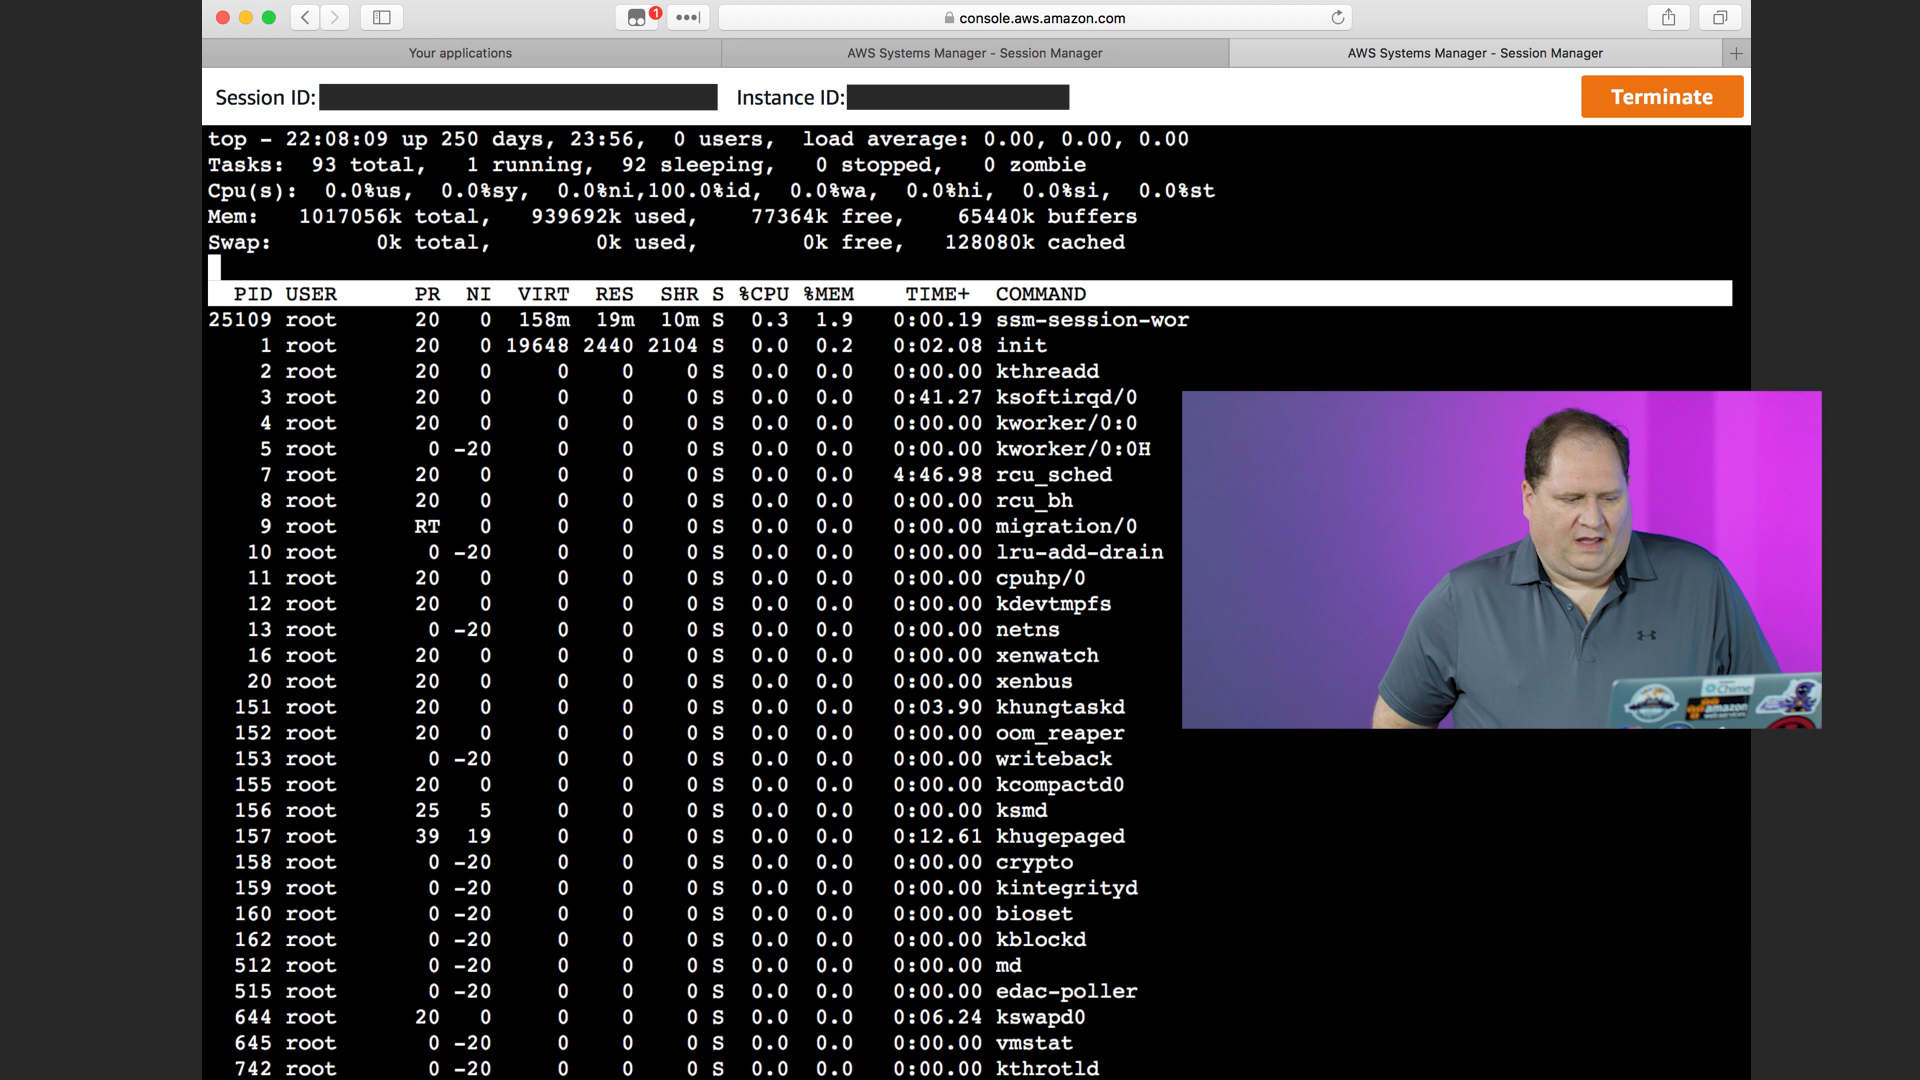 1
console.aws.amazon.com
Your applications
AWS Systems Manager - Session Manager
AWS Systems Manager - Session Manager
Session ID:
Instance ID:
Terminate
top - 22:08:09 up 250 days, 23:56,  0 users,  load average: 0.00, 0.00, 0.00
Tasks:  93 total,   1 running,  92 sleeping,   0 stopped,   0 zombie
Cpu(s):  0.0%us,  0.0%sy,  0.0%ni,100.0%id,  0.0%wa,  0.0%hi,  0.0%si,  0.0%st
Mem:   1017056k total,   939692k used,    77364k free,    65440k buffers
Swap:        0k total,        0k used,        0k free,   128080k cached
PID USER      PR  NI  VIRT  RES  SHR S %CPU %MEM    TIME+  COMMAND
25109 root      20   0  158m  19m  10m S  0.3  1.9   0:00.19 ssm-session-wor
1 root      20   0 19648 2440 2104 S  0.0  0.2   0:02.08 init
2 root      20   0     0    0    0 S  0.0  0.0   0:00.00 kthreadd
3 root      20   0     0    0    0 S  0.0  0.0   0:41.27 ksoftirqd/0
4 root      20   0     0    0    0 S  0.0  0.0   0:00.00 kworker/0:0
5 root       0 -20     0    0    0 S  0.0  0.0   0:00.00 kworker/0:0H
7 root      20   0     0    0    0 S  0.0  0.0   4:46.98 rcu_sched
8 root      20   0     0    0    0 S  0.0  0.0   0:00.00 rcu_bh
9 root      RT   0     0    0    0 S  0.0  0.0   0:00.00 migration/0
10 root       0 -20     0    0    0 S  0.0  0.0   0:00.00 lru-add-drain
11 root      20   0     0    0    0 S  0.0  0.0   0:00.00 cpuhp/0
12 root      20   0     0    0    0 S  0.0  0.0   0:00.00 kdevtmpfs
13 root       0 -20     0    0    0 S  0.0  0.0   0:00.00 netns
16 root      20   0     0    0    0 S  0.0  0.0   0:00.00 xenwatch
20 root      20   0     0    0    0 S  0.0  0.0   0:00.00 xenbus
151 root      20   0     0    0    0 S  0.0  0.0   0:03.90 khungtaskd
152 root      20   0     0    0    0 S  0.0  0.0   0:00.00 oom_reaper
153 root       0 -20     0    0    0 S  0.0  0.0   0:00.00 writeback
155 root      20   0     0    0    0 S  0.0  0.0   0:00.00 kcompactd0
156 root      25   5     0    0    0 S  0.0  0.0   0:00.00 ksmd
157 root      39  19     0    0    0 S  0.0  0.0   0:12.61 khugepaged
158 root       0 -20     0    0    0 S  0.0  0.0   0:00.00 crypto
159 root       0 -20     0    0    0 S  0.0  0.0   0:00.00 kintegrityd
160 root       0 -20     0    0    0 S  0.0  0.0   0:00.00 bioset
162 root       0 -20     0    0    0 S  0.0  0.0   0:00.00 kblockd
512 root       0 -20     0    0    0 S  0.0  0.0   0:00.00 md
515 root       0 -20     0    0    0 S  0.0  0.0   0:00.00 edac-poller
644 root      20   0     0    0    0 S  0.0  0.0   0:06.24 kswapd0
645 root       0 -20     0    0    0 S  0.0  0.0   0:00.00 vmstat
742 root       0 -20     0    0    0 S  0.0  0.0   0:00.00 kthrotld
Chime
amazon
web services